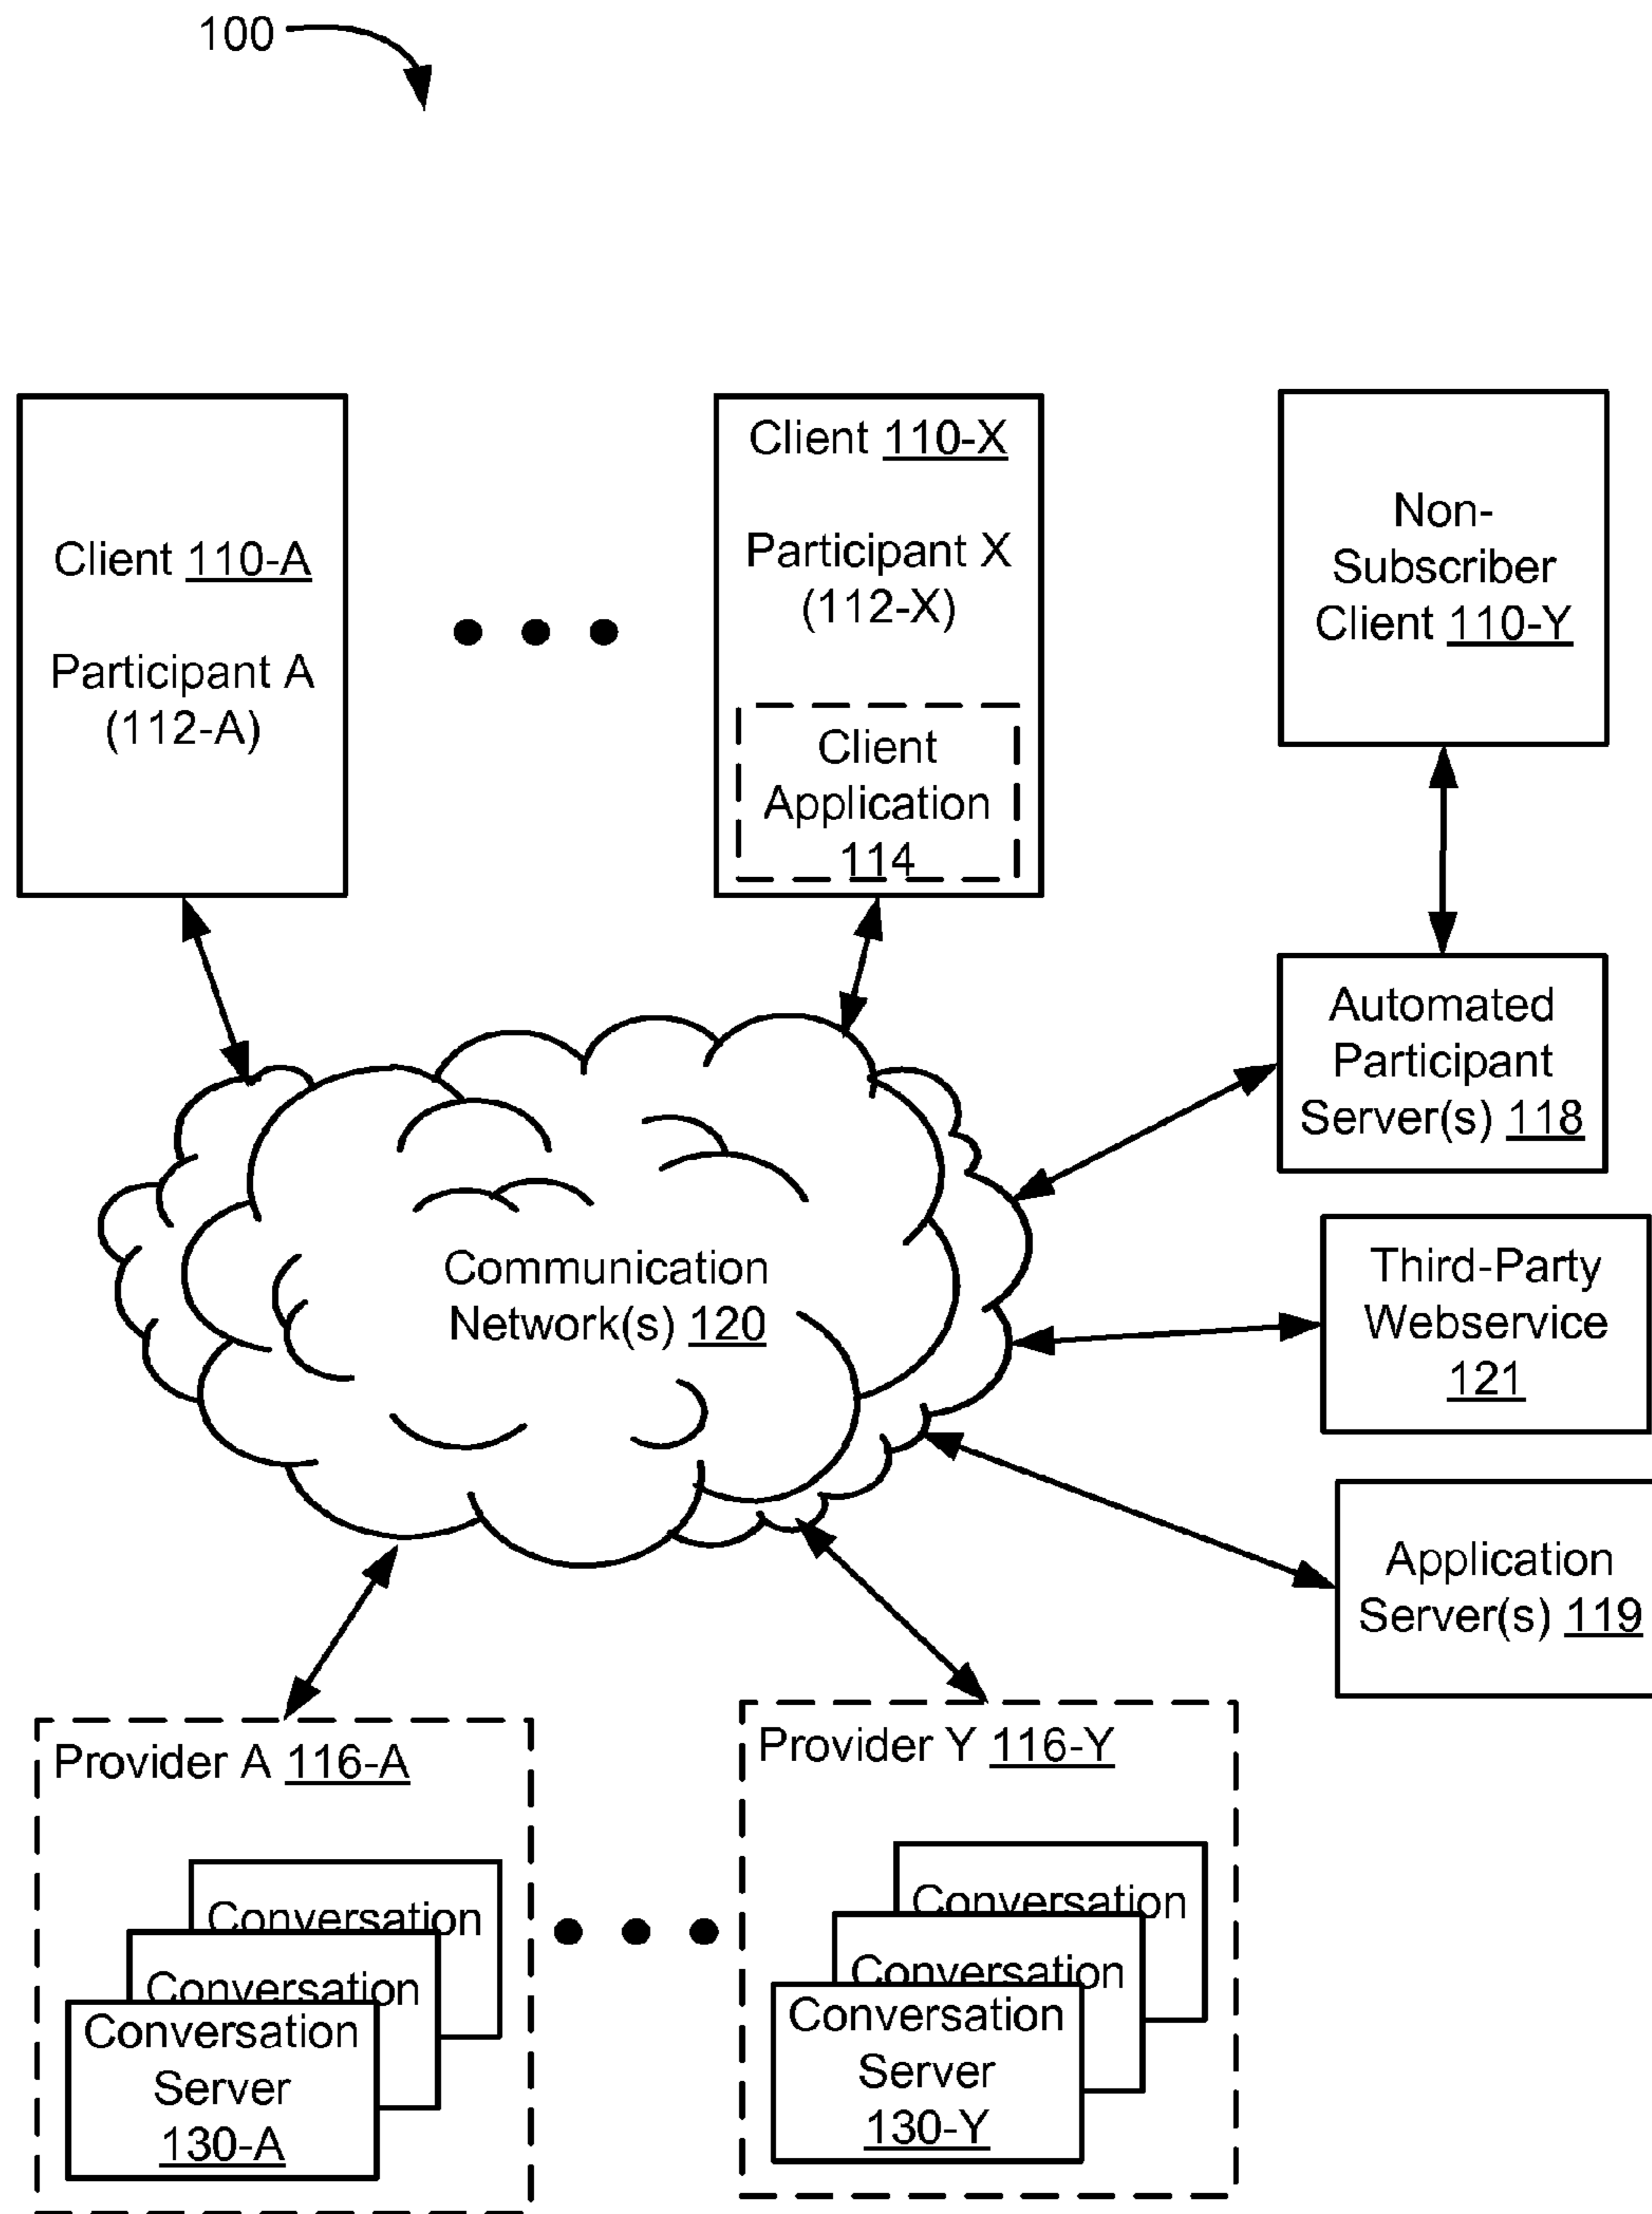 100
Client 110-A
Participant A
(112-A)
Client 110-X
Participant X
(112-X)
Client
Application
114
Non-
Subscriber
Client 110-Y
Automated
Participant
Server(s) 118
Communication
Network(s) 120
Third-Party
Webservice
121
Application
Server(s) 119
Provider A 116-A
Conversation
Conversation
Conversation
Server
130-A
Provider Y 116-Y
Conversation
Conversation
Conversation
Server
130-Y